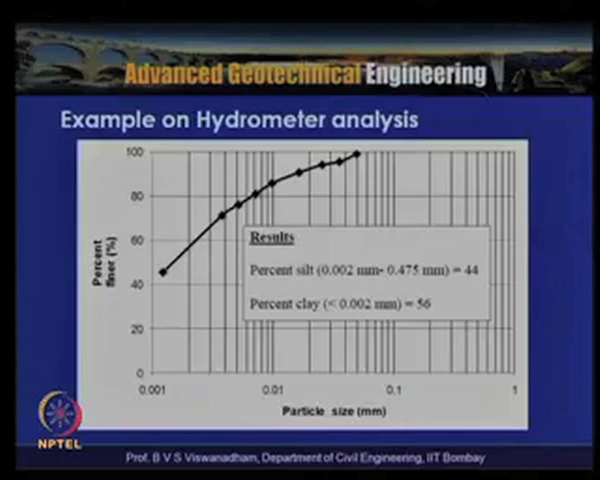 Advanced Geotechnical Engineering
Example on Hydrometer analysis
100
80
60
40
20
0
Percent
finer (%)
Results
Percent silt (0.002 mm- 0.475 mm) = 44
Percent clay (< 0.002 mm) = 56
0.001
0.01
0.1
1
Particle size (mm)
NPTEL
Prof. B V S Viswanadham, Department of Civil Engineering, IIT Bombay